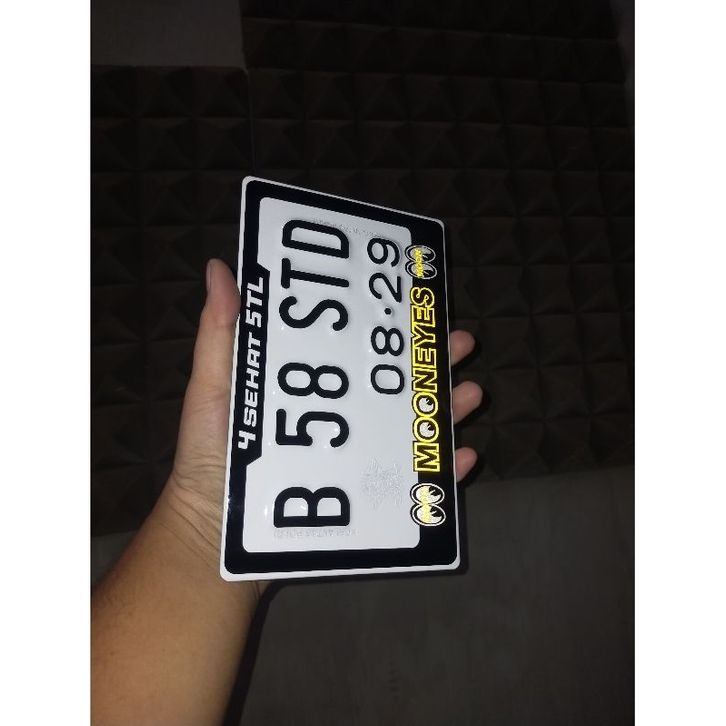 4 SEHAT 5TL
B 58 STD
08·29
MOONEYES